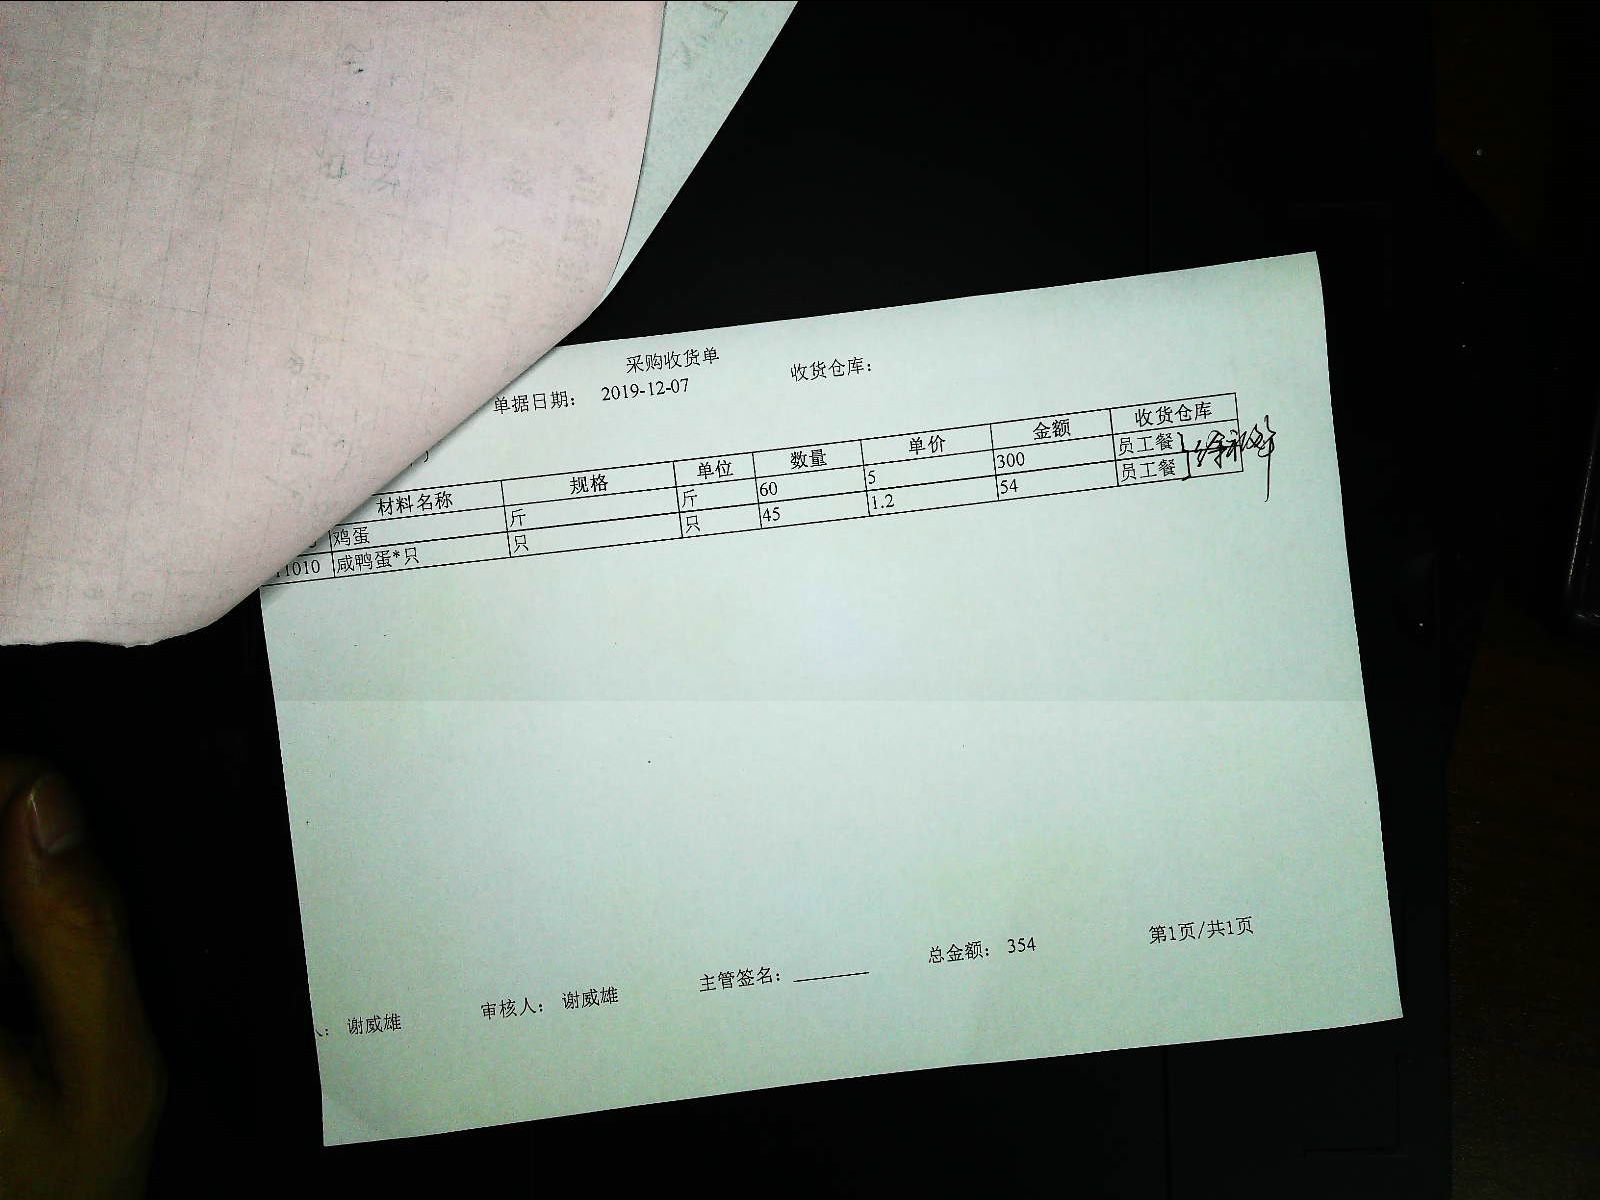 采购收货单
单据日期： 2019-12-07 收货仓库：
材料名称 规格 单位 数量 单价 金额 收货仓库
鸡蛋 斤 斤 60 5 300 员工餐
1010 咸鸭蛋*只 只 只 45 1.2 54 员工餐
谢威雄 审核人： 谢威雄 主管签名： 总金额： 354 第1页/共1页